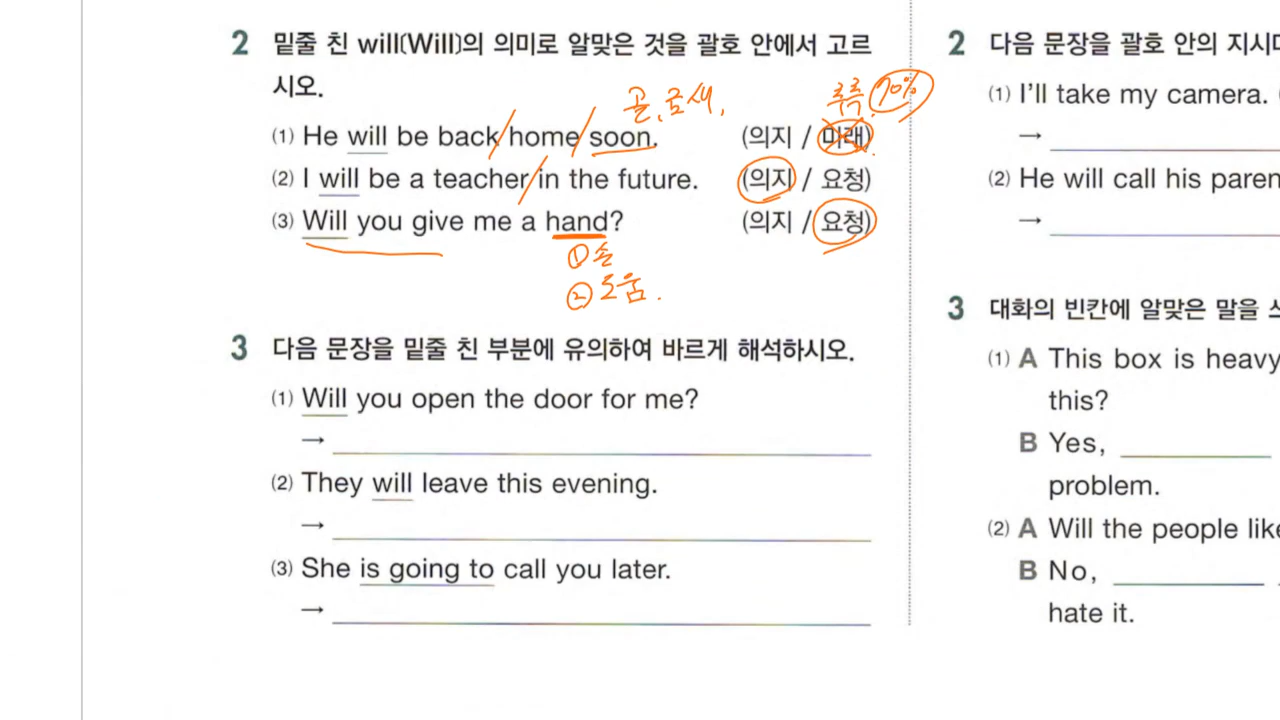 2 밑줄 친 will(Will)의 의미로 알맞은 것을 괄호 안에서 고르
시오.
추측, 70%
(1) He will be back home soon. (의지 / 미래)
(2) I will be a teacher in the future. (의지 / 요청)
(3) Will you give me a hand? (의지 / 요청)
① 손
② 도움.
3 다음 문장을 밑줄 친 부분에 유의하여 바르게 해석하시오.
(1) Will you open the door for me?
→
(2) They will leave this evening.
→
(3) She is going to call you later.
→
2 다음 문장을 괄호 안의 지시
(1) I'll take my camera.
→
(2) He will call his paren
→
3 대화의 빈칸에 알맞은 말을
(1) A This box is heavy
this?
B Yes,
problem.
(2) A Will the people like
B No,
hate it.